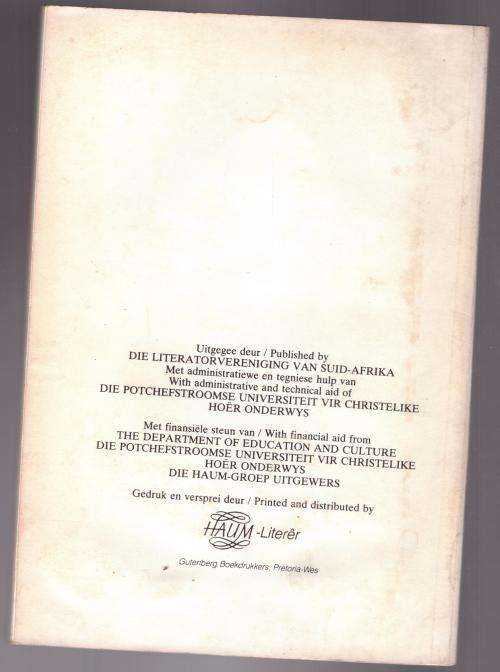 Uitgegee deur / Published by
DIE LITERATORVERENIGING VAN SUID-AFRIKA
Met administratiewe en tegniese hulp van
With administrative and technical aid of
DIE POTCHEFSTROOMSE UNIVERSITEIT VIR CHRISTELIKE
HOËR ONDERWYS
Met finansiële steun van / With financial aid from
THE DEPARTMENT OF EDUCATION AND CULTURE
DIE POTCHEFSTROOMSE UNIVERSITEIT VIR CHRISTELIKE
HOËR ONDERWYS
DIE HAUM-GROEP UITGEWERS
Gedruk en versprei deur / Printed and distributed by
HAUM-Literêr
Gutenberg Boekdrukkers, Pretoria-Wes